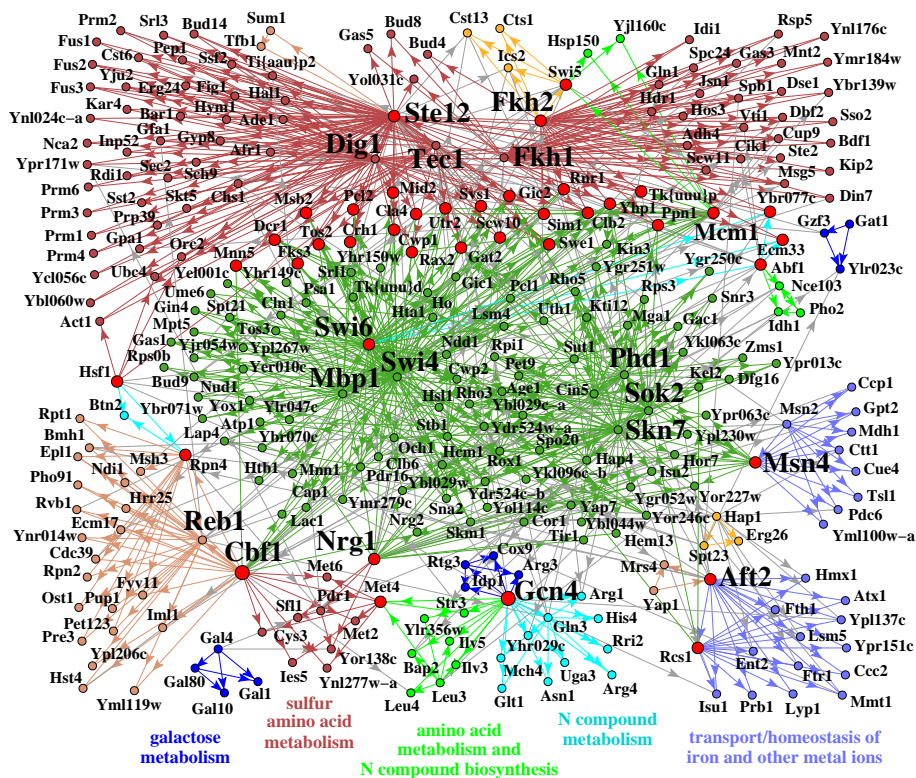 Prm2
Srl3
Bud14
Sum1
Tfb1
Bud8
Cst13
Cts1
Yjl160c
Idi1
Rsp5
Ynl176c
Fus1
Cst6
Pep1
Ssf2
Ti{aau}p2
Gas5
Bud4
Ics2
Hsp150
Spc24
Gas3
Mnt2
Ymr184w
Fus2
Yju2
Erg24
Fig1
Hal1
Yol031c
Swi5
Gln1
Jsn1
Spb1
Dse1
Ybr139w
Fus3
Kar4
Bar1
Hym1
Ade1
Ste12
Fkh2
Hdr1
Hos3
Vti1
Dbf2
Sso2
Ynl024c-a
Gfa1
Gyp8
Afr1
Dig1
Tec1
Fkh1
Adh4
Cik1
Cup9
Ste2
Bdf1
Nca2
Inp52
Sec2
Sch9
Scw11
Msg5
Kip2
Ypr171w
Rdi1
Skt5
Chs1
Msb2
Pcl2
Mid2
Svs1
Gic2
Rnr1
Tk{uuu}p
Ybr077c
Din7
Prm6
Sst2
Prp39
Dcr1
Tos2
Crh1
Cla4
Utr2
Scw10
Sim1
Clb2
Yhp1
Ppn1
Mcm1
Gzf3
Gat1
Prm3
Gpa1
Orc2
Mnn5
Fks3
Yhr150w
Cwp1
Rax2
Gat2
Swe1
Kin3
Ecm33
Prm1
Prm4
Ubc4
Yel001c
Yhr149c
Srl1
Gic1
Rho5
Ygr251w
Ygr250c
Abf1
Ylr023c
Ycl056c
Ume6
Psn1
Tk{uuu}d
Ho
Pcl1
Kti12
Rps3
Nce103
Ybl060w
Gin4
Spt21
Cln1
Hta1
Lsm4
Uth1
Mga1
Snr3
Pho2
Act1
Mpt5
Tos3
Swi6
Ndd1
Rpi1
Gac1
Idh1
Gas1
Yjr054w
Ypl267w
Swi4
Pet9
Sut1
Phd1
Ykl063c
Zms1
Rps0b
Yer010c
Mbp1
Cwp2
Age1
Cin5
Sok2
Kel2
Dfg16
Ypr013c
Hsf1
Bud9
Nud1
Hsl1
Rho3
Ybl029c-a
Ccp1
Btn2
Ybr071w
Yox1
Ylr047c
Stb1
Ydr524w-a
Skn7
Ypr063c
Msn2
Gpt2
Rpt1
Lap4
Atp1
Ybr070c
Och1
Hcm1
Spo20
Ypl230w
Mdh1
Bmh1
Msh3
Rpn4
Mnn1
Clb6
Rox1
Hap4
Hor7
Msn4
Ctt1
Epl1
Ndi1
Hth1
Pdr16
Ybl029w
Ykl096c-b
Isu2
Cue4
Pho91
Hrr25
Cap1
Ydr524c-b
Ygr052w
Yor227w
Tsl1
Rvb1
Ecm17
Ymr279c
Sna2
Yol114c
Yap7
Yor246c
Hap1
Pdc6
Ynr014w
Reb1
Lac1
Nrg2
Skm1
Cor1
Ybl044w
Yml100w-a
Cdc39
Cbf1
Nrg1
Cox9
Tir1
Hem13
Spt23
Erg26
Rpn2
Fyv11
Met6
Rtg3
Arg3
Mrs4
Aft2
Hmx1
Ost1
Pup1
Iml1
Sfl1
Pdr1
Met4
Idp1
Gcn4
Arg1
Yap1
Fth1
Atx1
Pre3
Pet123
Met2
Str3
Gln3
His4
Ypl137c
Ypl206c
Gal4
Cys3
Yor138c
Ylr356w
Ilv5
Yhr029c
Rri2
Rcs1
Lsm5
Ypr151c
Hst4
Gal80
Gal1
Ies5
Bap2
Ilv3
Mch4
Uga3
Ent2
Ftr1
Ccc2
Yml119w
Gal10
Ynl277w-a
Leu4
Leu3
Glt1
Asn1
Arg4
Isu1
Prb1
Lyp1
Mmt1
galactose
metabolism
sulfur
amino acid
metabolism
amino acid
metabolism and
N compound biosynthesis
N compound
metabolism
transport/homeostasis of
iron and other metal ions